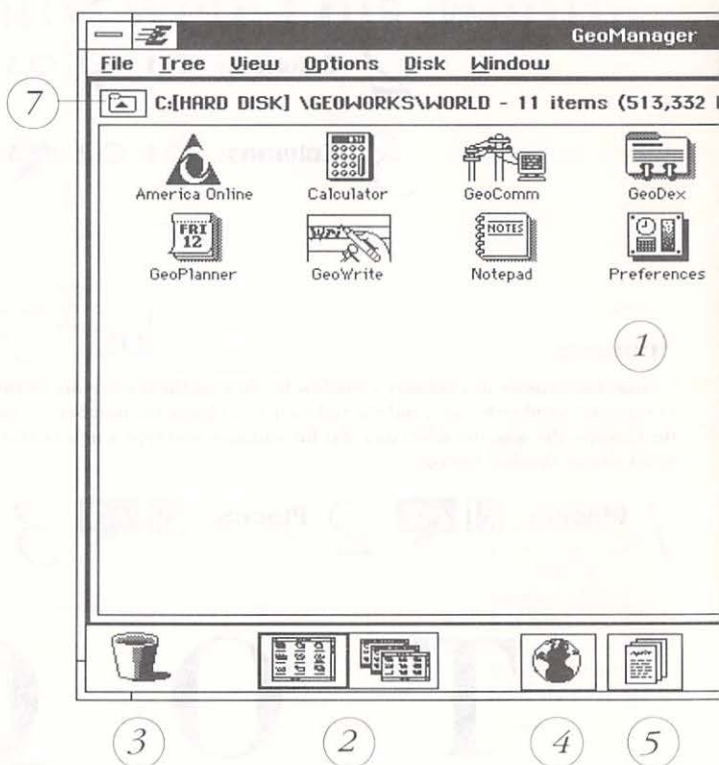 GeoManager
File Tree View Options Disk Window
7
C:[HARD DISK] \GEOWORKS\WORLD - 11 items (513,332
America Online Calculator GeoComm GeoDex
FRI 12
Write
NOTES
GeoPlanner GeoWrite Notepad Preferences
1
3 2 4 5